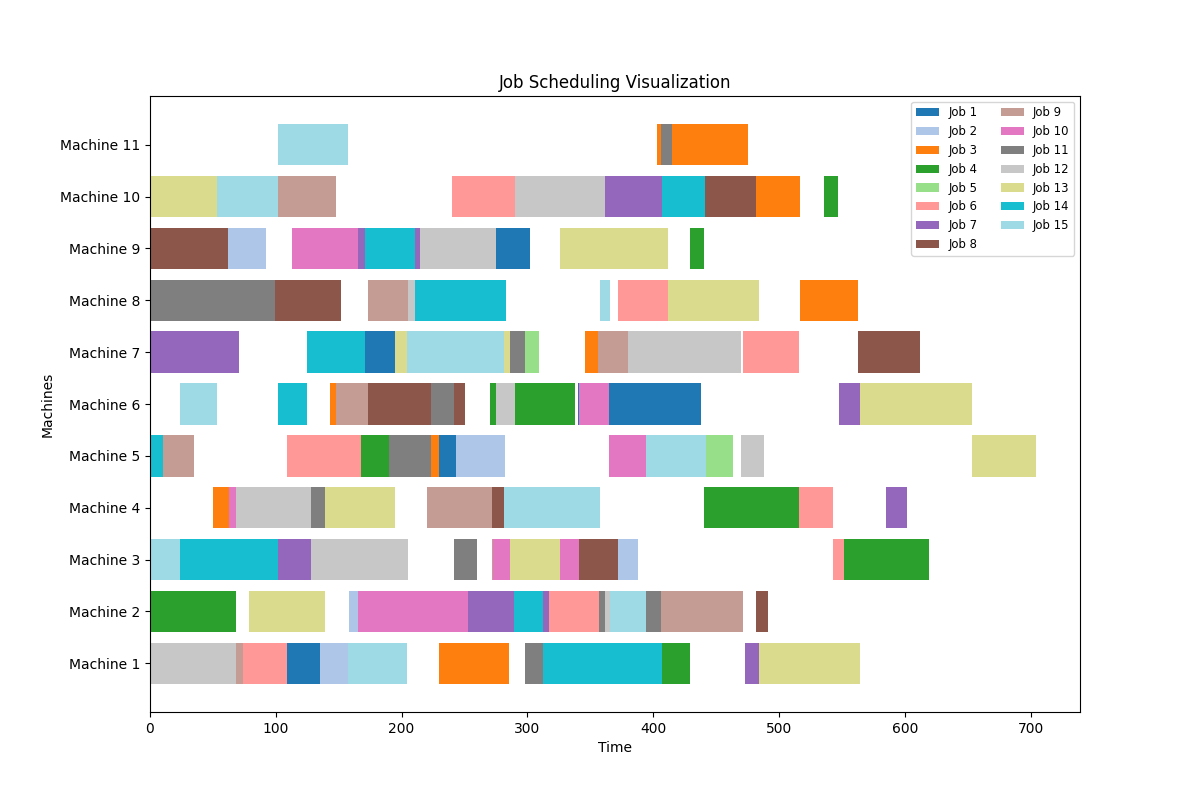 Job Scheduling Visualization
Machine 11
Machine 10
Machine 9
Machine 8
Machine 7
Machine 6
Machine 5
Machine 4
Machine 3
Machine 2
Machine 1
Machines
0 100 200 300 400 500 600 700
Time
Job 1
Job 2
Job 3
Job 4
Job 5
Job 6
Job 7
Job 8
Job 9
Job 10
Job 11
Job 12
Job 13
Job 14
Job 15